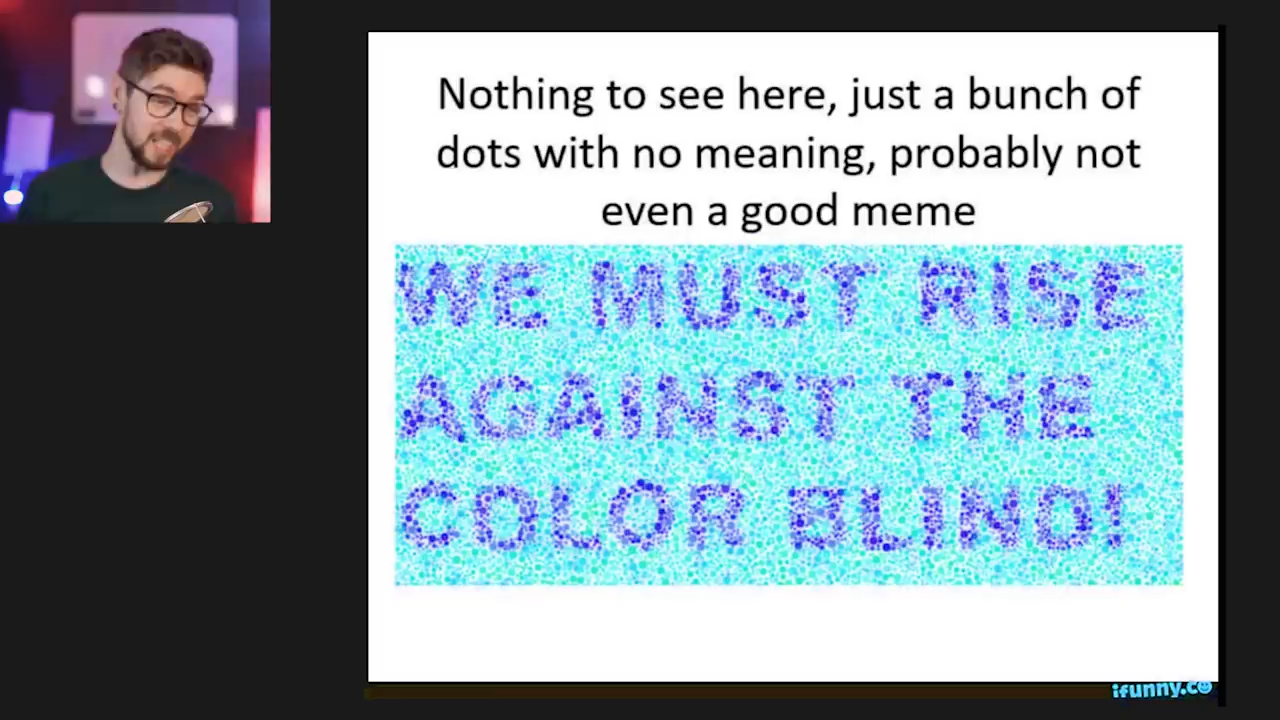 Nothing to see here, just a bunch of
dots with no meaning, probably not
even a good meme
WE MUST RISE
AGAINST THE
COLOR BLIND!
ifunny.co